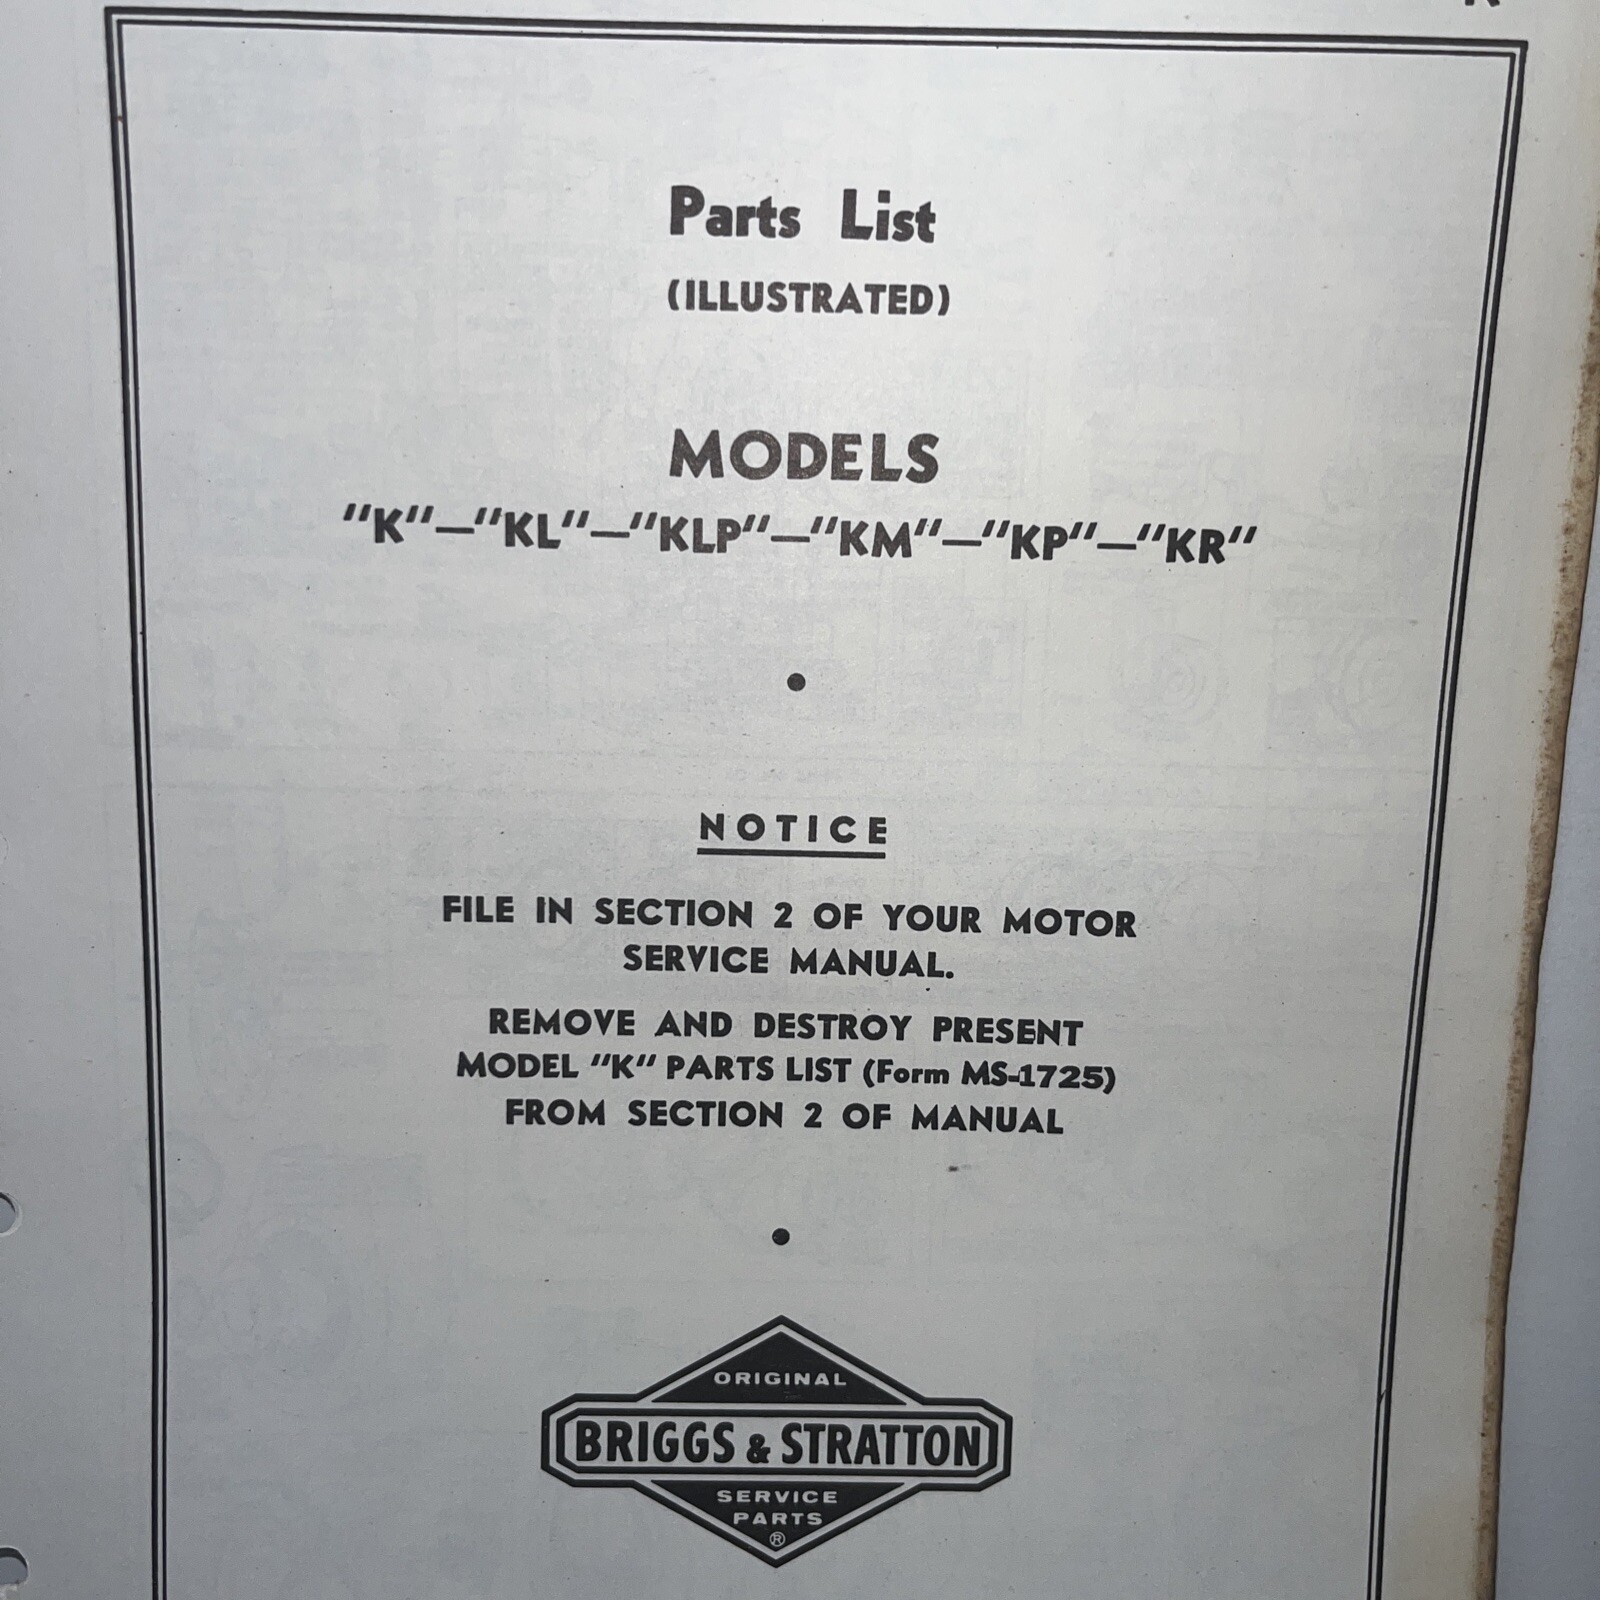 Parts List
(ILLUSTRATED)
MODELS
"K"—"KL"—"KLP"—"KM"—"KP"—"KR"
•
NOTICE
FILE IN SECTION 2 OF YOUR MOTOR
SERVICE MANUAL.
REMOVE AND DESTROY PRESENT
MODEL "K" PARTS LIST (Form MS-1725)
FROM SECTION 2 OF MANUAL
•
ORIGINAL
BRIGGS & STRATTON
SERVICE
PARTS
®